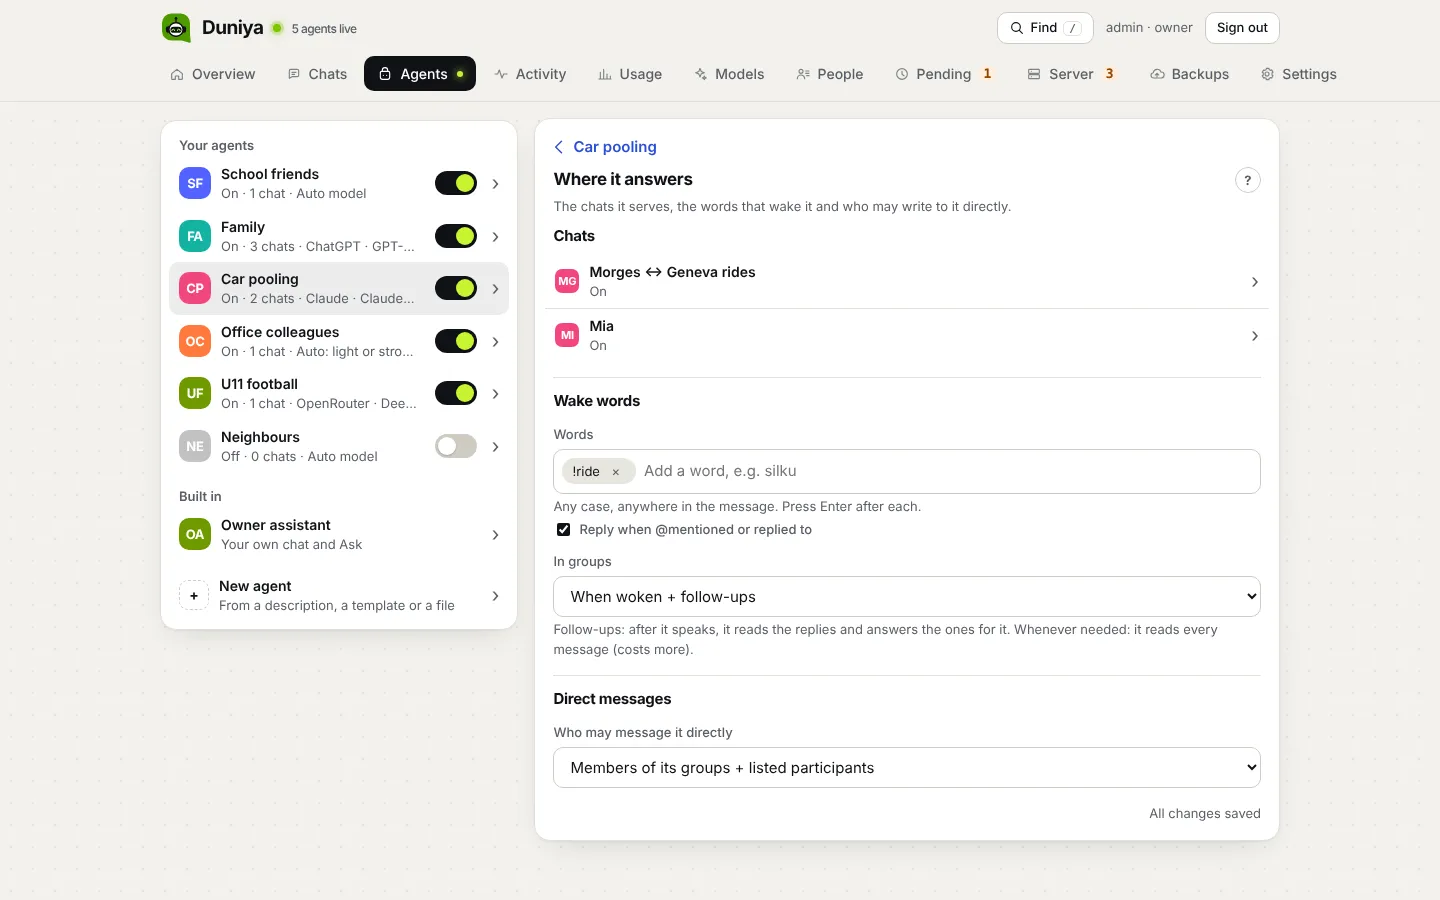 Duniya
5 agents live
Find /
admin · owner
Sign out
Overview
Chats
Agents
Activity
Usage
Models
People
Pending 1
Server 3
Backups
Settings
Your agents
SF
School friends
On · 1 chat · Auto model
FA
Family
On · 3 chats · ChatGPT · GPT-...
CP
Car pooling
On · 2 chats · Claude · Claude...
OC
Office colleagues
On · 1 chat · Auto: light or stro...
UF
U11 football
On · 1 chat · OpenRouter · Dee...
NE
Neighbours
Off · 0 chats · Auto model
Built in
OA
Owner assistant
Your own chat and Ask
+
New agent
From a description, a template or a file
Car pooling
Where it answers
?
The chats it serves, the words that wake it and who may write to it directly.
Chats
MG
Morges ↔ Geneva rides
On
MI
Mia
On
Wake words
Words
!ride ×
Add a word, e.g. silku
Any case, anywhere in the message. Press Enter after each.
Reply when @mentioned or replied to
In groups
When woken + follow-ups
Follow-ups: after it speaks, it reads the replies and answers the ones for it. Whenever needed: it reads every
message (costs more).
Direct messages
Who may message it directly
Members of its groups + listed participants
All changes saved